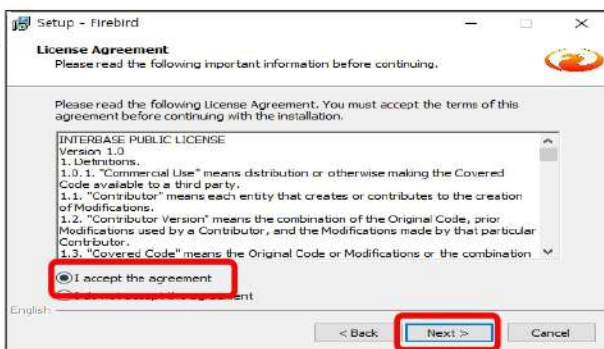 Setup - Firebird
License Agreement
Please read the following important information before continuing.
Please read the following License Agreement. You must accept the terms of this
agreement before continuing with the installation.
INTERBASE PUBLIC LICENSE
Version 1.0
1. Definitions.
1.0.1. "Commercial Use" means distribution or otherwise making the Covered
Code available to a third party.
1.1. "Contributor" means each entity that creates or contributes to the creation
of Modifications.
1.2. "Contributor Version" means the combination of the Original Code, prior
Modifications used by a Contributor, and the Modifications made by that particular
Contributor.
1.3. "Covered Code" means the Original Code or Modifications or the combination
I accept the agreement
I do not accept the agreement
English
< Back
Next >
Cancel